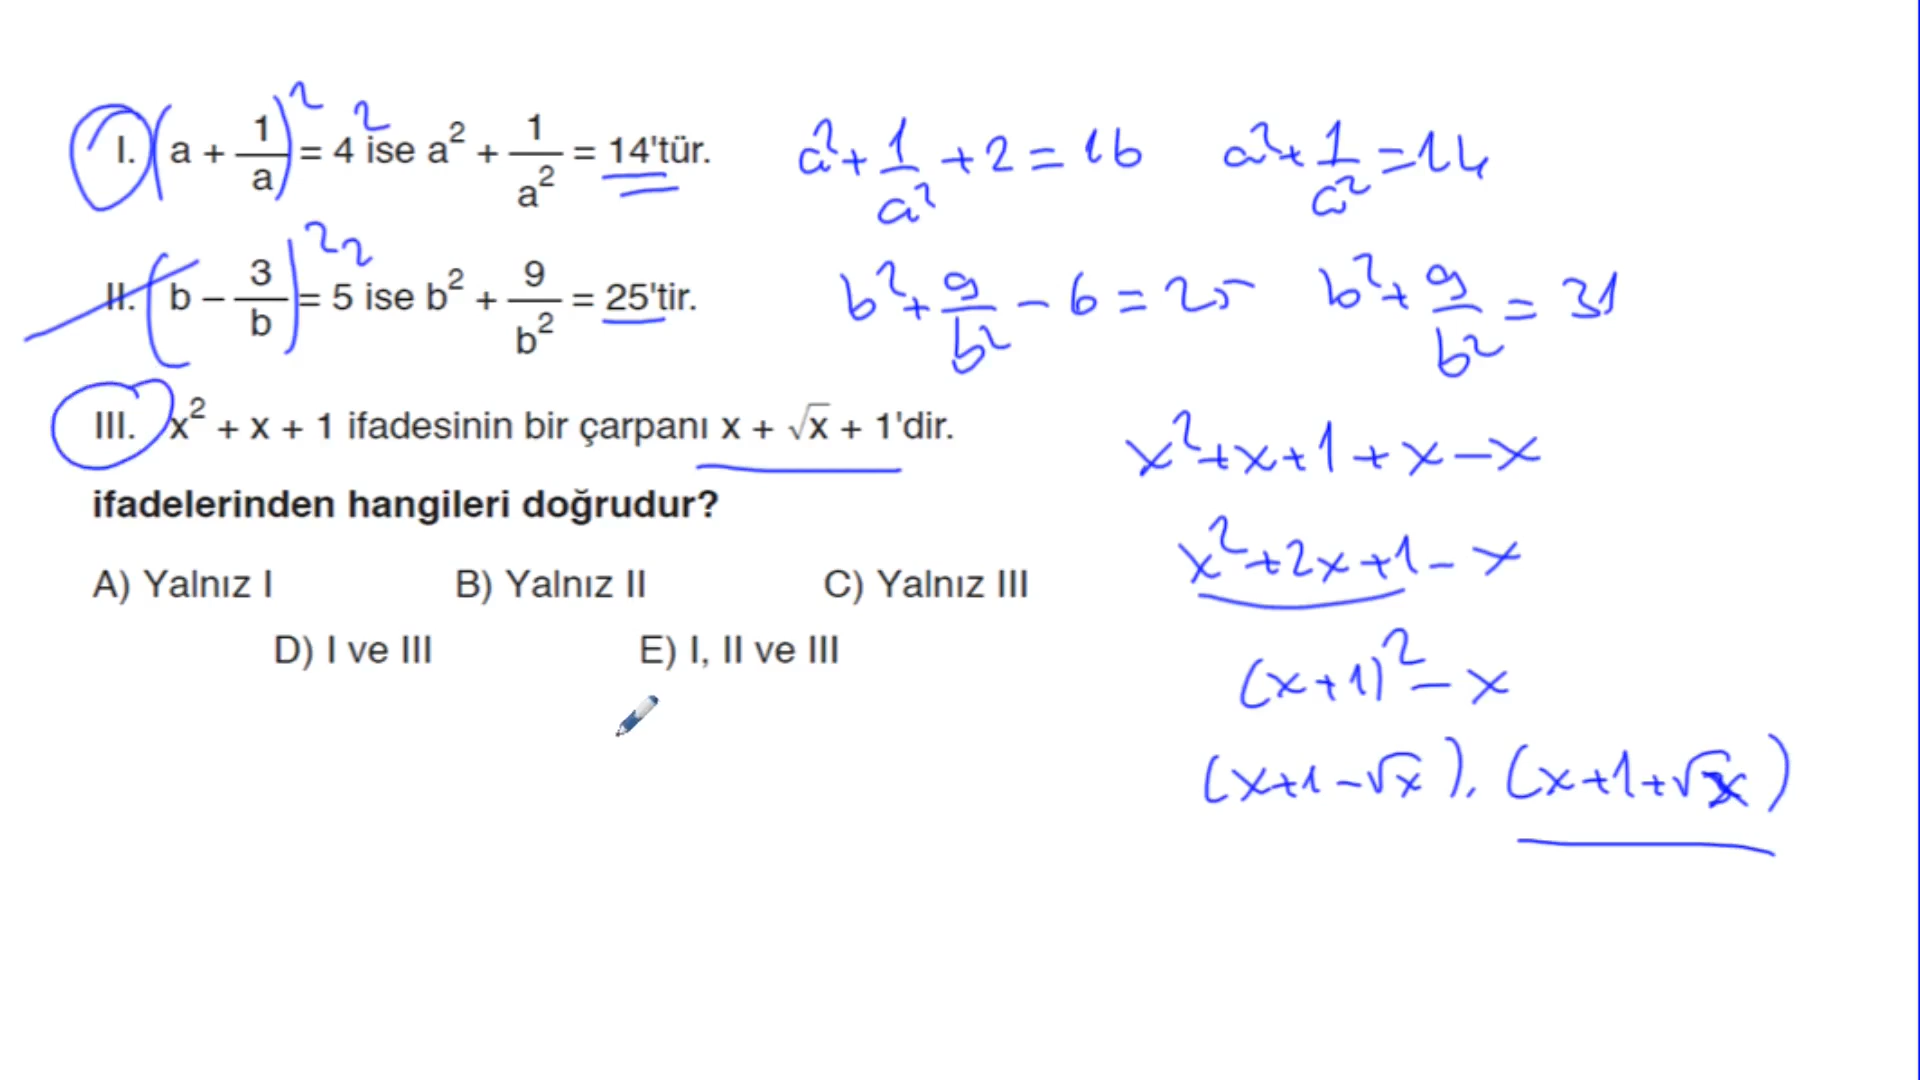 I. (a + 1/a)² = 4² ise a² + 1/a² = 14'tür. a² + 1/a² + 2 = 16 a² + 1/a² = 14
II. (b − 3/b)² = 5² ise b² + 9/b² = 25'tir. b² + 9/b² − 6 = 25 b² + 9/b² = 31
III. x² + x + 1 ifadesinin bir çarpanı x + √x + 1'dir.
x² + x + 1 + x − x
ifadelerinden hangileri doğrudur?
x² + 2x + 1 − x
A) Yalnız I B) Yalnız II C) Yalnız III
D) I ve III E) I, II ve III
(x + 1)² − x
(x + 1 − √x) . (x + 1 + √x)